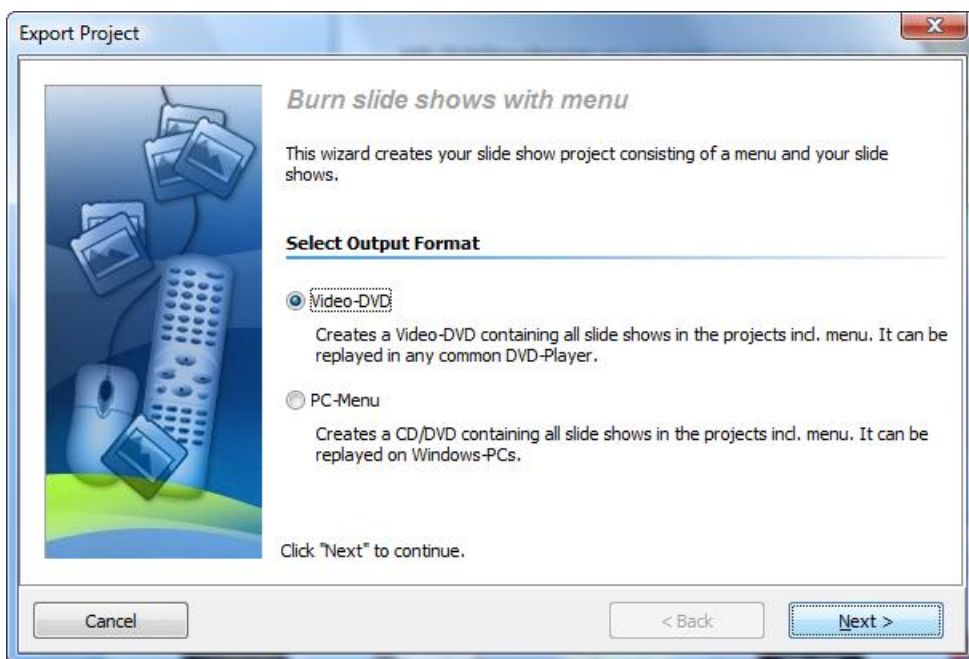 Export Project
Burn slide shows with menu
This wizard creates your slide show project consisting of a menu and your slide
shows.
Select Output Format
Video-DVD
Creates a Video-DVD containing all slide shows in the projects incl. menu. It can be
replayed in any common DVD-Player.
PC-Menu
Creates a CD/DVD containing all slide shows in the projects incl. menu. It can be
replayed on Windows-PCs.
Click "Next" to continue.
Cancel
< Back
Next >